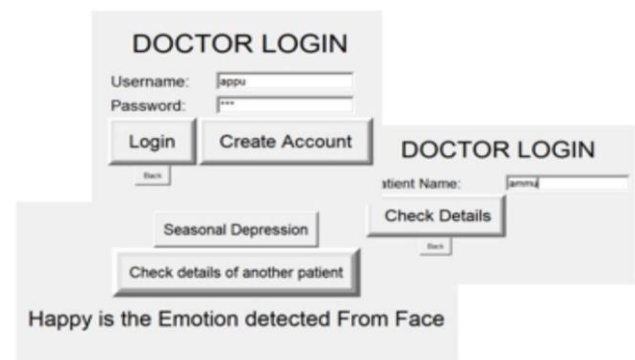 DOCTOR LOGIN
Username: appu
Password: ***
Login Create Account
Back
DOCTOR LOGIN
atient Name: ammu
Check Details
Back
Seasonal Depression
Check details of another patient
Happy is the Emotion detected From Face